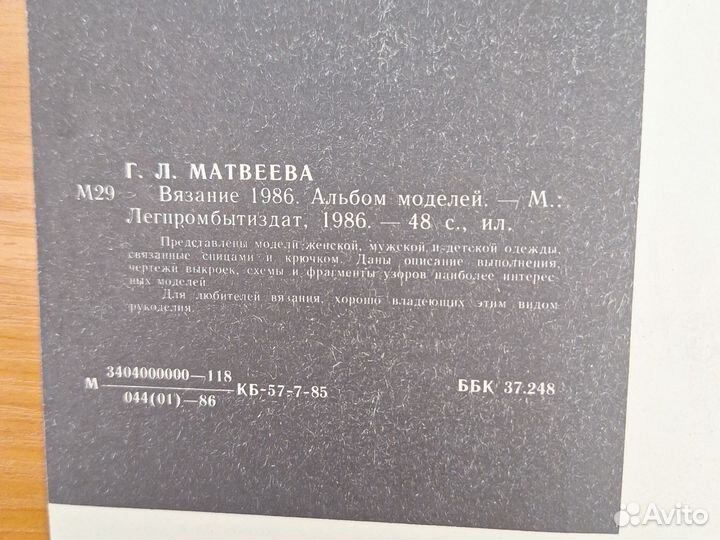 Г. Л. МАТВЕЕВА
М29 Вязание 1986. Альбом моделей. — М.:
Легпромбытиздат, 1986. — 48 с., ил.
Представлены модели женской, мужской и детской одежды,
связанные спицами и крючком. Даны описание выполнения,
чертежи выкроек, схемы и фрагменты узоров наиболее интерес
ных моделей
Для любителей вязания, хорошо владеющих этим видом
рукоделия.
М 3404000000—118
044(01)—86 КБ-57-7-85 ББК 37.248
Avito